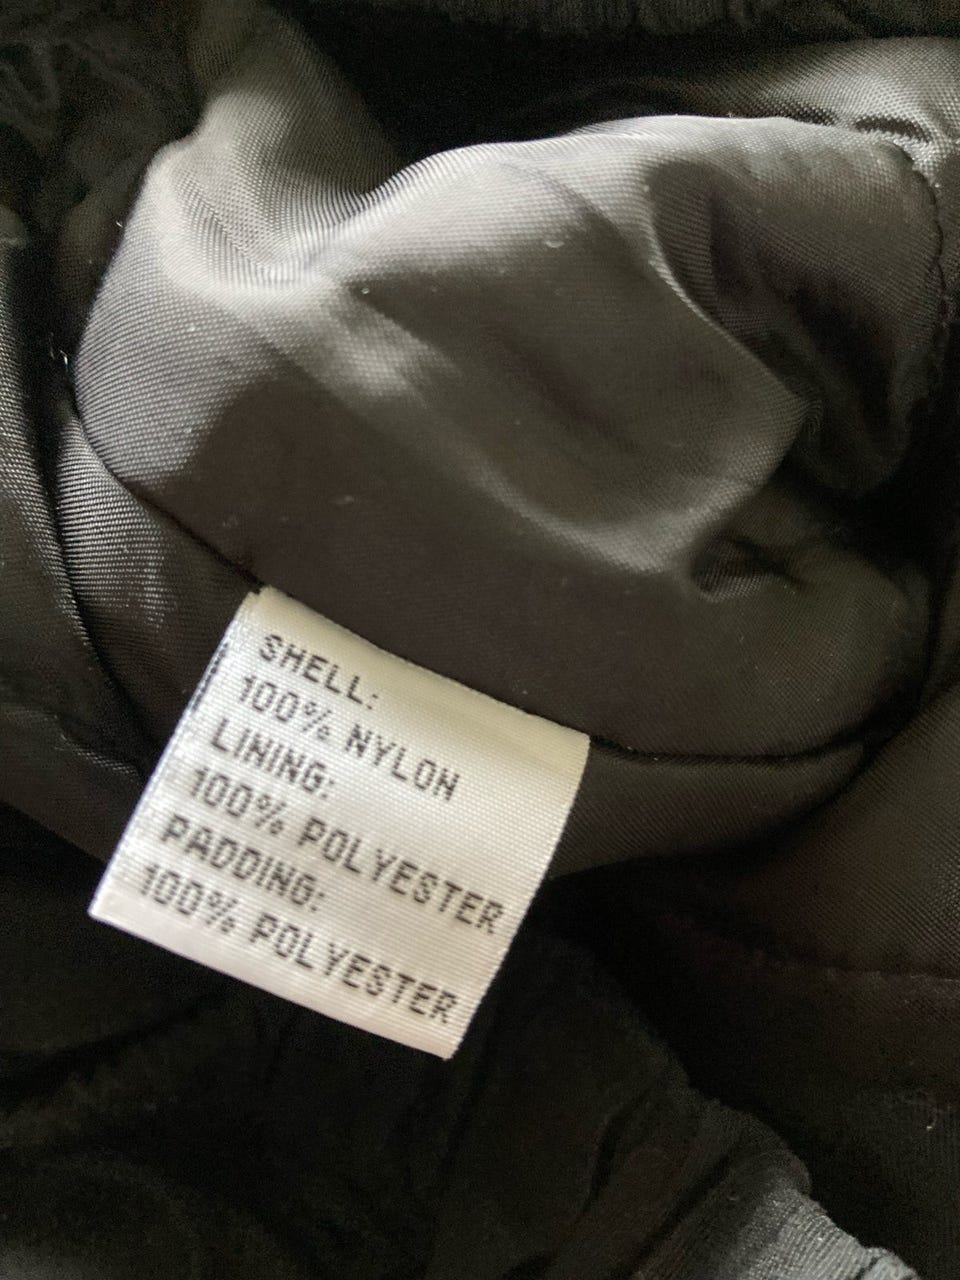 SHELL:
100% NYLON
LINING:
100% POLYESTER
PADDING:
100% POLYESTER